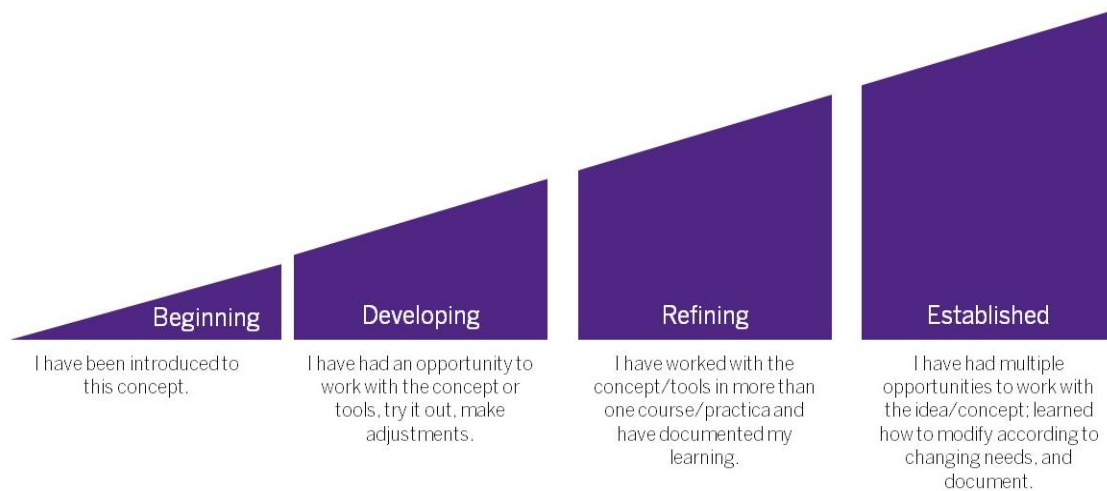 Beginning
I have been introduced to
this concept.
Developing
I have had an opportunity to
work with the concept or
tools, try it out, make
adjustments.
Refining
I have worked with the
concept/tools in more than
one course/practica and
have documented my
learning.
Established
I have had multiple
opportunities to work with
the idea/concept; learned
how to modify according to
changing needs, and
document.